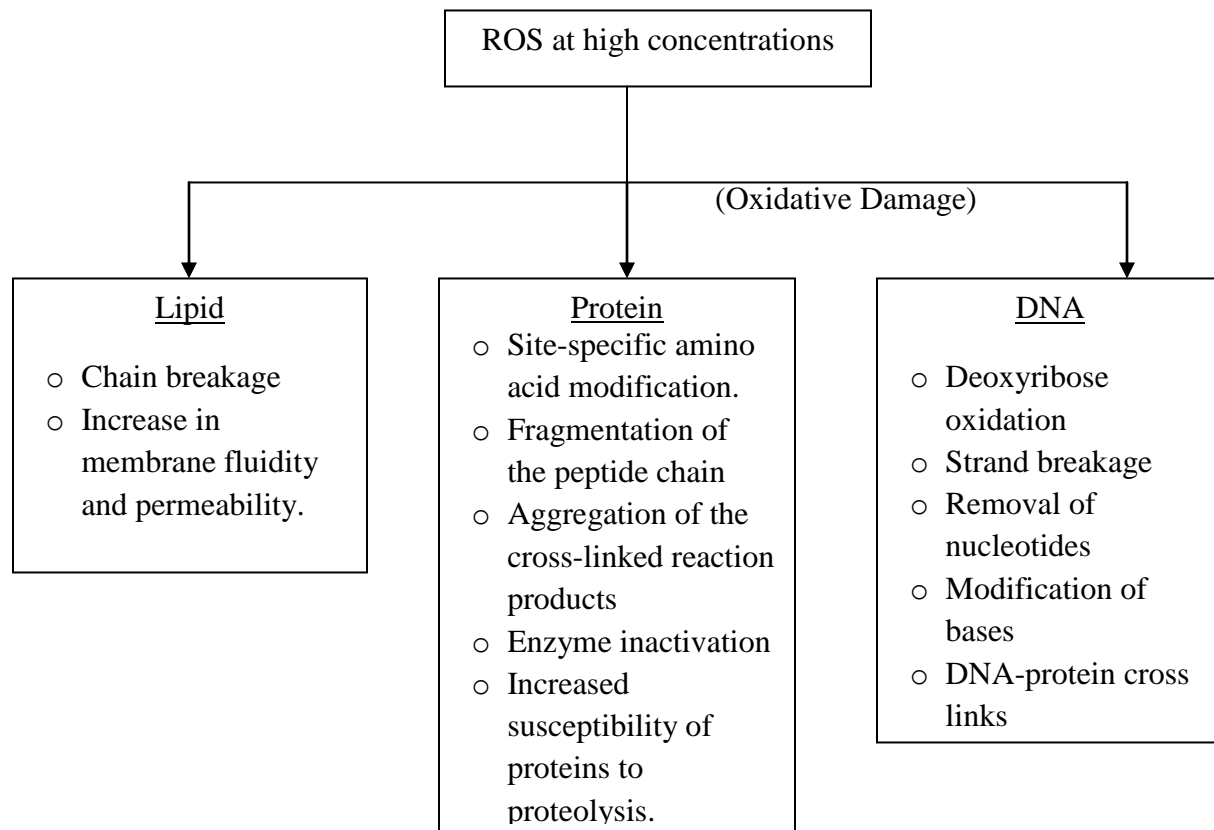 ROS at high concentrations
(Oxidative Damage)
Lipid
o Chain breakage
o Increase in
membrane fluidity
and permeability.
Protein
o Site-specific amino
acid modification.
o Fragmentation of
the peptide chain
o Aggregation of the
cross-linked reaction
products
o Enzyme inactivation
o Increased
susceptibility of
proteins to
proteolysis.
DNA
o Deoxyribose
oxidation
o Strand breakage
o Removal of
nucleotides
o Modification of
bases
o DNA-protein cross
links